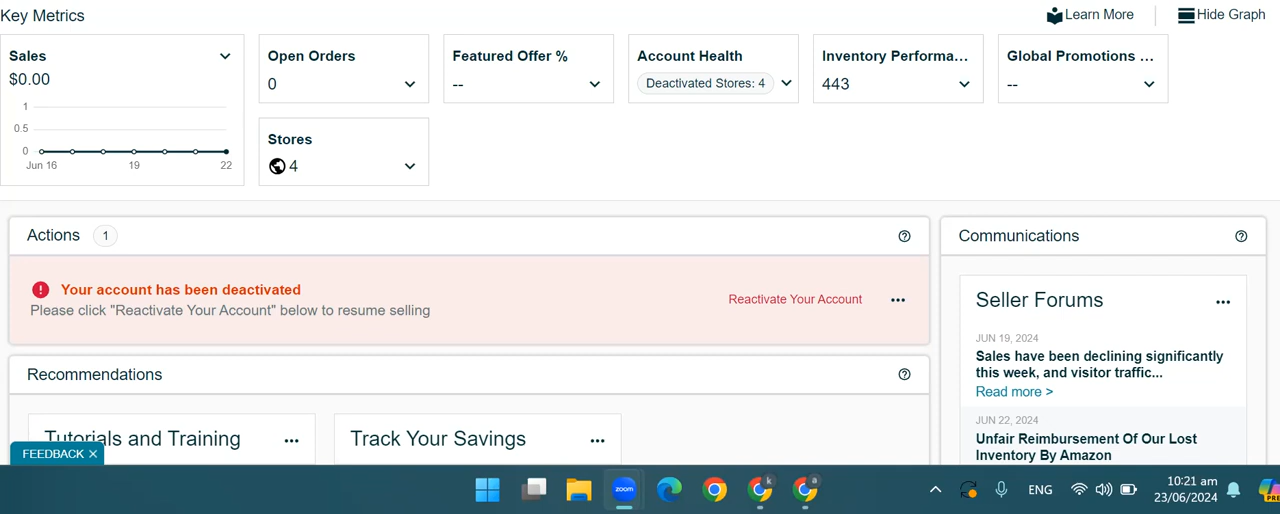 Key Metrics
Learn More
Hide Graph
Sales
$0.00
1
0.5
0
Jun 16
19
22
Open Orders
0
Featured Offer %
--
Account Health
Deactivated Stores: 4
Inventory Performa...
443
Global Promotions ...
--
Stores
4
Actions
1
Your account has been deactivated
Please click "Reactivate Your Account" below to resume selling
Reactivate Your Account
Communications
Seller Forums
JUN 19, 2024
Sales have been declining significantly
this week, and visitor traffic...
Read more >
JUN 22, 2024
Unfair Reimbursement Of Our Lost
Inventory By Amazon
Recommendations
Tutorials and Training
Track Your Savings
FEEDBACK
zoom
k
a
ENG
10:21 am
23/06/2024
PRE